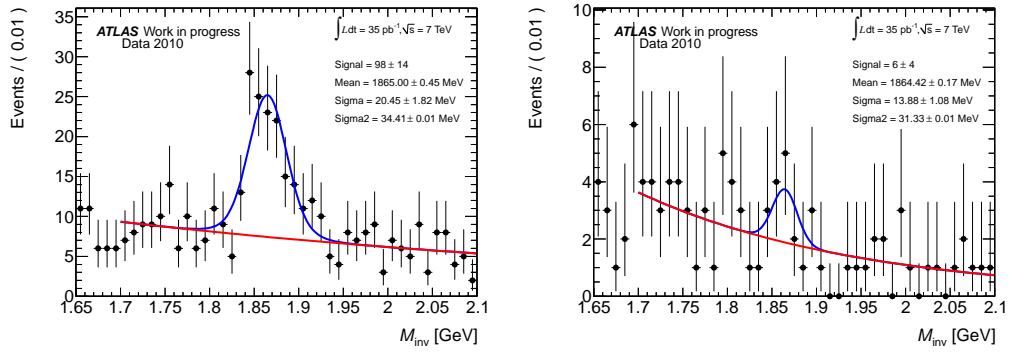 ATLAS Work in progress
Data 2010
∫ Ldt = 35 pb⁻¹,√s = 7 TeV
Signal = 98 ± 14
Mean = 1865.00 ± 0.45 MeV
Sigma = 20.45 ± 1.82 MeV
Sigma2 = 34.41 ± 0.01 MeV
Events / ( 0.01 )
35
30
25
20
15
10
5
0
1.65 1.7 1.75 1.8 1.85 1.9 1.95 2 2.05 2.1
M_inv [GeV]
ATLAS Work in progress
Data 2010
∫ Ldt = 35 pb⁻¹,√s = 7 TeV
Signal = 6 ± 4
Mean = 1864.42 ± 0.17 MeV
Sigma = 13.88 ± 1.08 MeV
Sigma2 = 31.33 ± 0.01 MeV
Events / ( 0.01 )
10
8
6
4
2
0
1.65 1.7 1.75 1.8 1.85 1.9 1.95 2 2.05 2.1
M_inv [GeV]